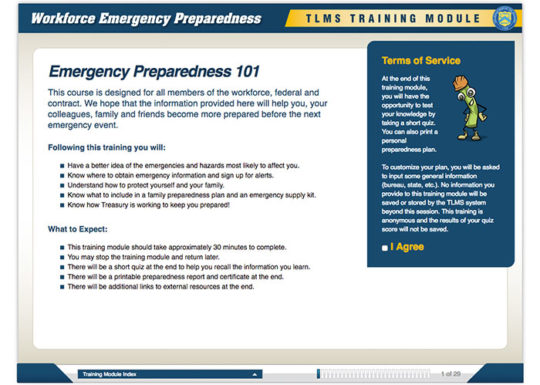 Workforce Emergency Preparedness
TLMS TRAINING MODULE
Emergency Preparedness 101
This course is designed for all members of the workforce, federal and
contract. We hope that the information provided here will help you, your
colleagues, family and friends become more prepared before the next
emergency event.
Following this training you will:
Have a better idea of the emergencies and hazards most likely to affect you.
Know where to obtain emergency information and sign up for alerts.
Understand how to protect yourself and your family.
Know what to include in a family preparedness plan and an emergency supply kit.
Know how Treasury is working to keep you prepared!
What to Expect:
This training module should take approximately 30 minutes to complete.
You may stop the training module and return later.
There will be a short quiz at the end to help you recall the information you learn.
There will be a printable preparedness report and certificate at the end.
There will be additional links to external resources at the end.
Terms of Service
At the end of this
training module,
you will have the
opportunity to test
your knowledge by
taking a short quiz.
You can also print a
personal
preparedness plan.
To customize your plan, you will be asked
to input some general information
(bureau, state, etc.). No information you
provide to this training module will be
saved or stored by the TLMS system
beyond this session. This training is
anonymous and the results of your quiz
score will not be saved.
I Agree
Training Module Index
1 of 29